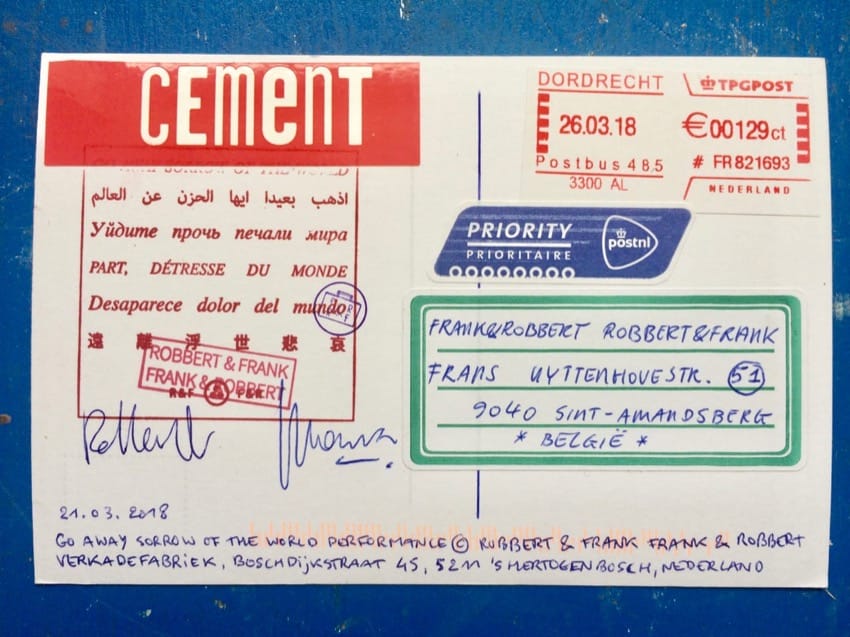 CEMENT
GO AWAY SORROW OF THE WORLD
اذهب بعيدا ايها الحزن عن العالم
Уйдите прочь печали мира
PART, DÉTRESSE DU MONDE
Desaparece dolor del mundo
遠離浮世悲哀
ROBBERT & FRANK
FRANK & ROBBERT
R&F F&R
21.03.2018
GO AWAY SORROW OF THE WORLD PERFORMANCE © ROBBERT & FRANK FRANK & ROBBERT
VERKADEFABRIEK, BOSCHDIJKSTRAAT 45, 5211 'S HERTOGENBOSCH, NEDERLAND
DORDRECHT
26.03.18
Postbus 485
3300 AL
TPGPOST
€00129ct
# FR821693
NEDERLAND
PRIORITY
PRIORITAIRE
postnl
FRANK&ROBBERT ROBBERT&FRANK
FRANS UYTTENHOVESTR. 51
9040 SINT-AMANDSBERG
* BELGIË *